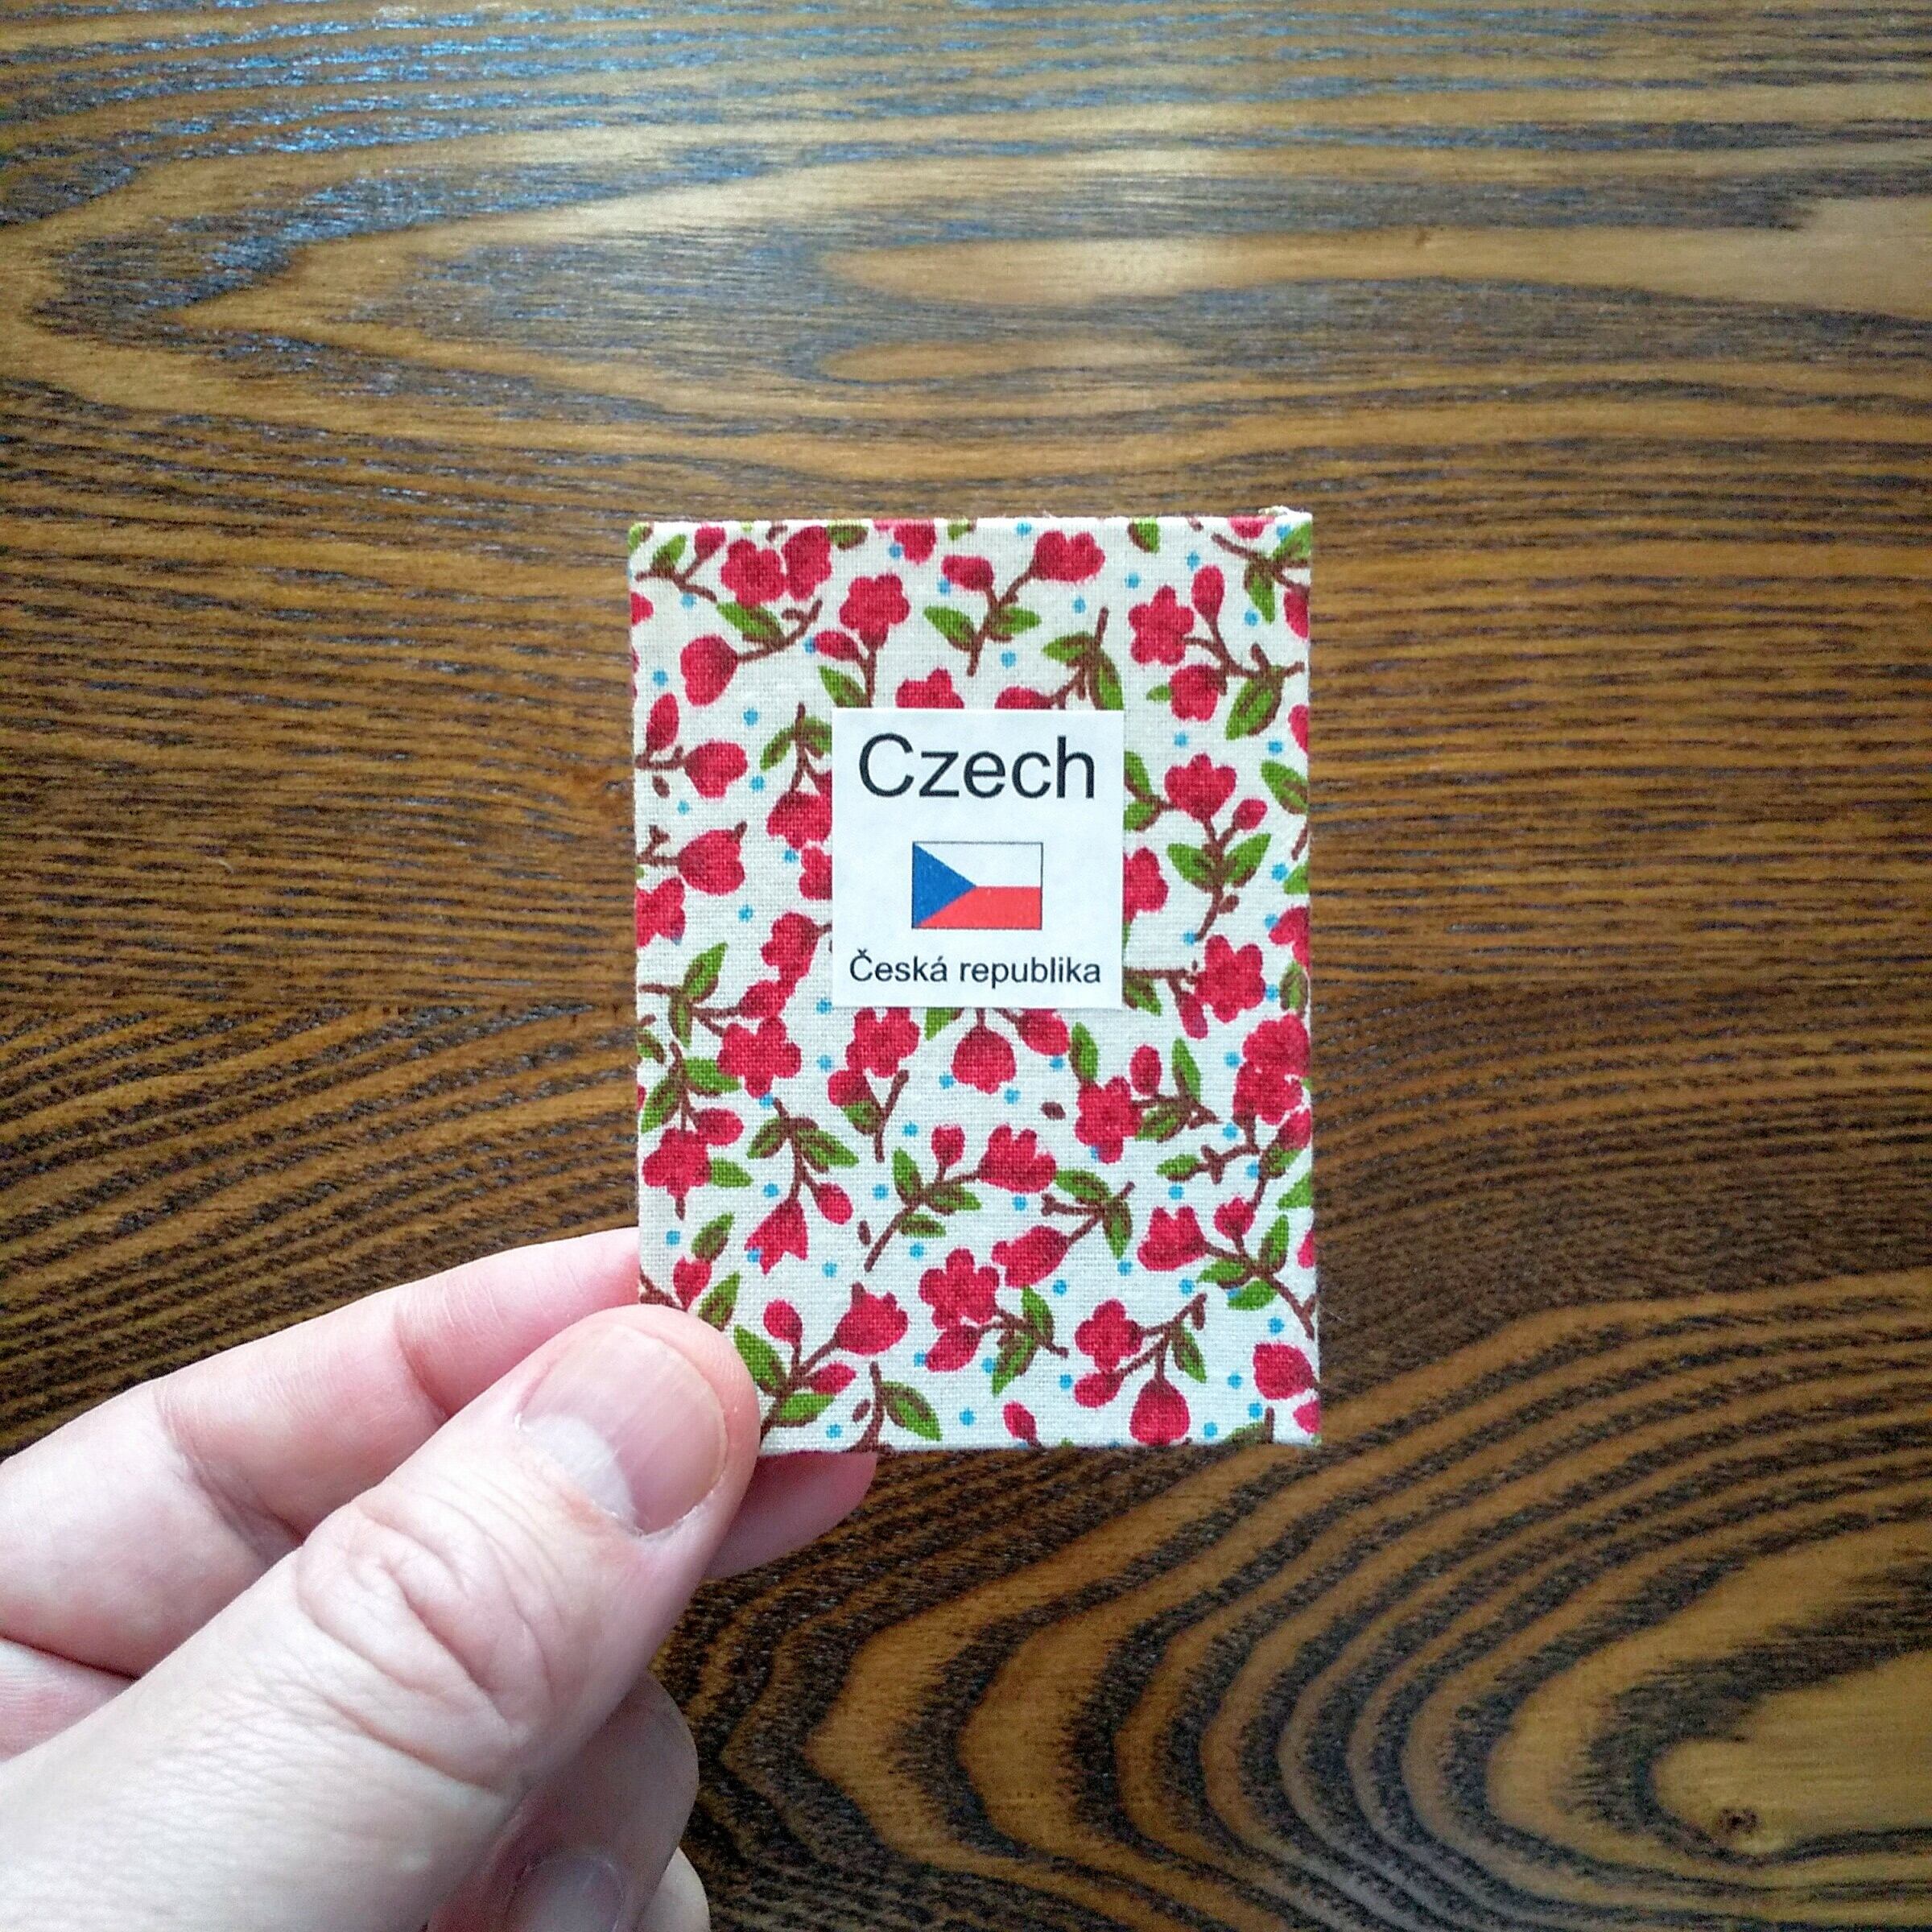 Czech
Česká republika